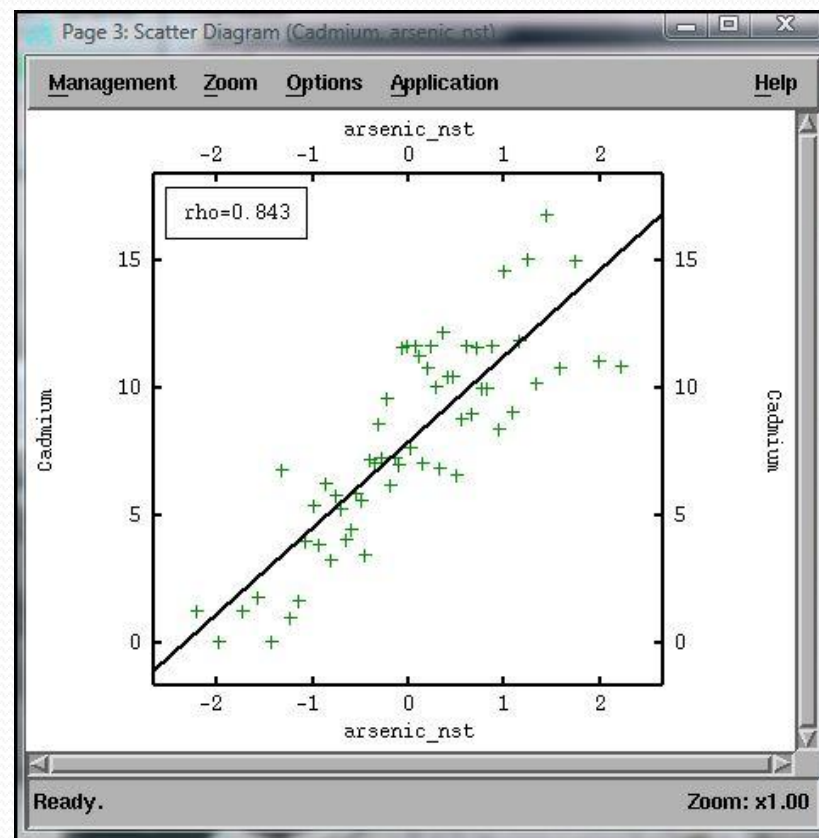 Page 3: Scatter Diagram (Cadmium, arsenic_nst)
Management Zoom Options Application Help
arsenic_nst
-2 -1 0 1 2
rho=0.843
15 15
10 10
Cadmium Cadmium
5 5
0 0
-2 -1 0 1 2
arsenic_nst
Ready. Zoom: x1.00